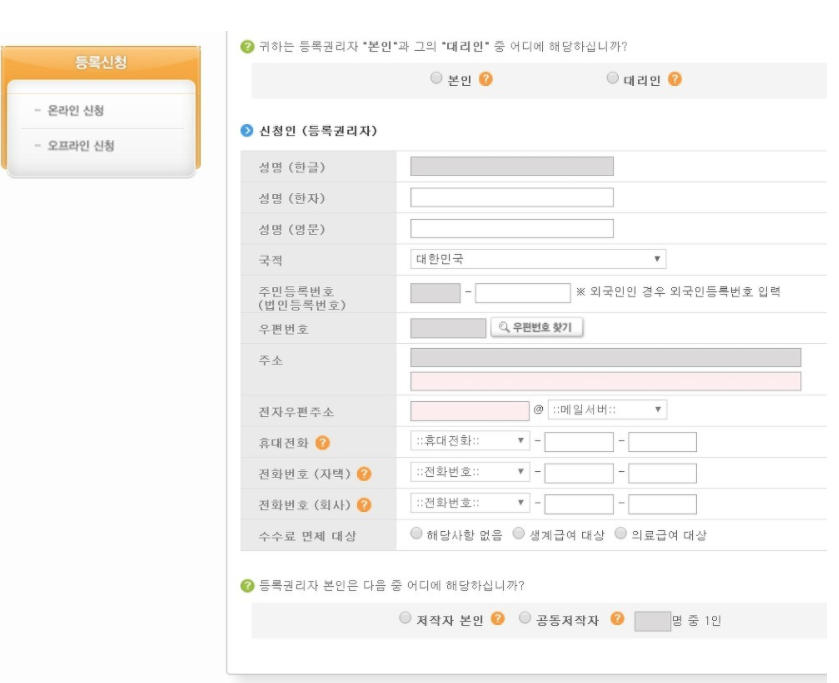 등록신청
- 온라인 신청
- 오프라인 신청
귀하는 등록권리자 "본인"과 그의 "대리인" 중 어디에 해당하십니까?
본인 대리인
신청인 (등록권리자)
성명 (한글)
성명 (한자)
성명 (영문)
국적 대한민국
주민등록번호 - ※ 외국인인 경우 외국인등록번호 입력
(법인등록번호)
우편번호 우편번호 찾기
주소
전자우편주소 @ ::메일서버::
휴대전화 ? ::휴대전화:: - -
전화번호 (자택) ? ::전화번호:: - -
전화번호 (회사) ? ::전화번호:: - -
수수료 면제 대상 해당사항 없음 생계급여 대상 의료급여 대상
등록권리자 본인은 다음 중 어디에 해당하십니까?
저작자 본인 ? 공동저작자 ? 명 중 1인